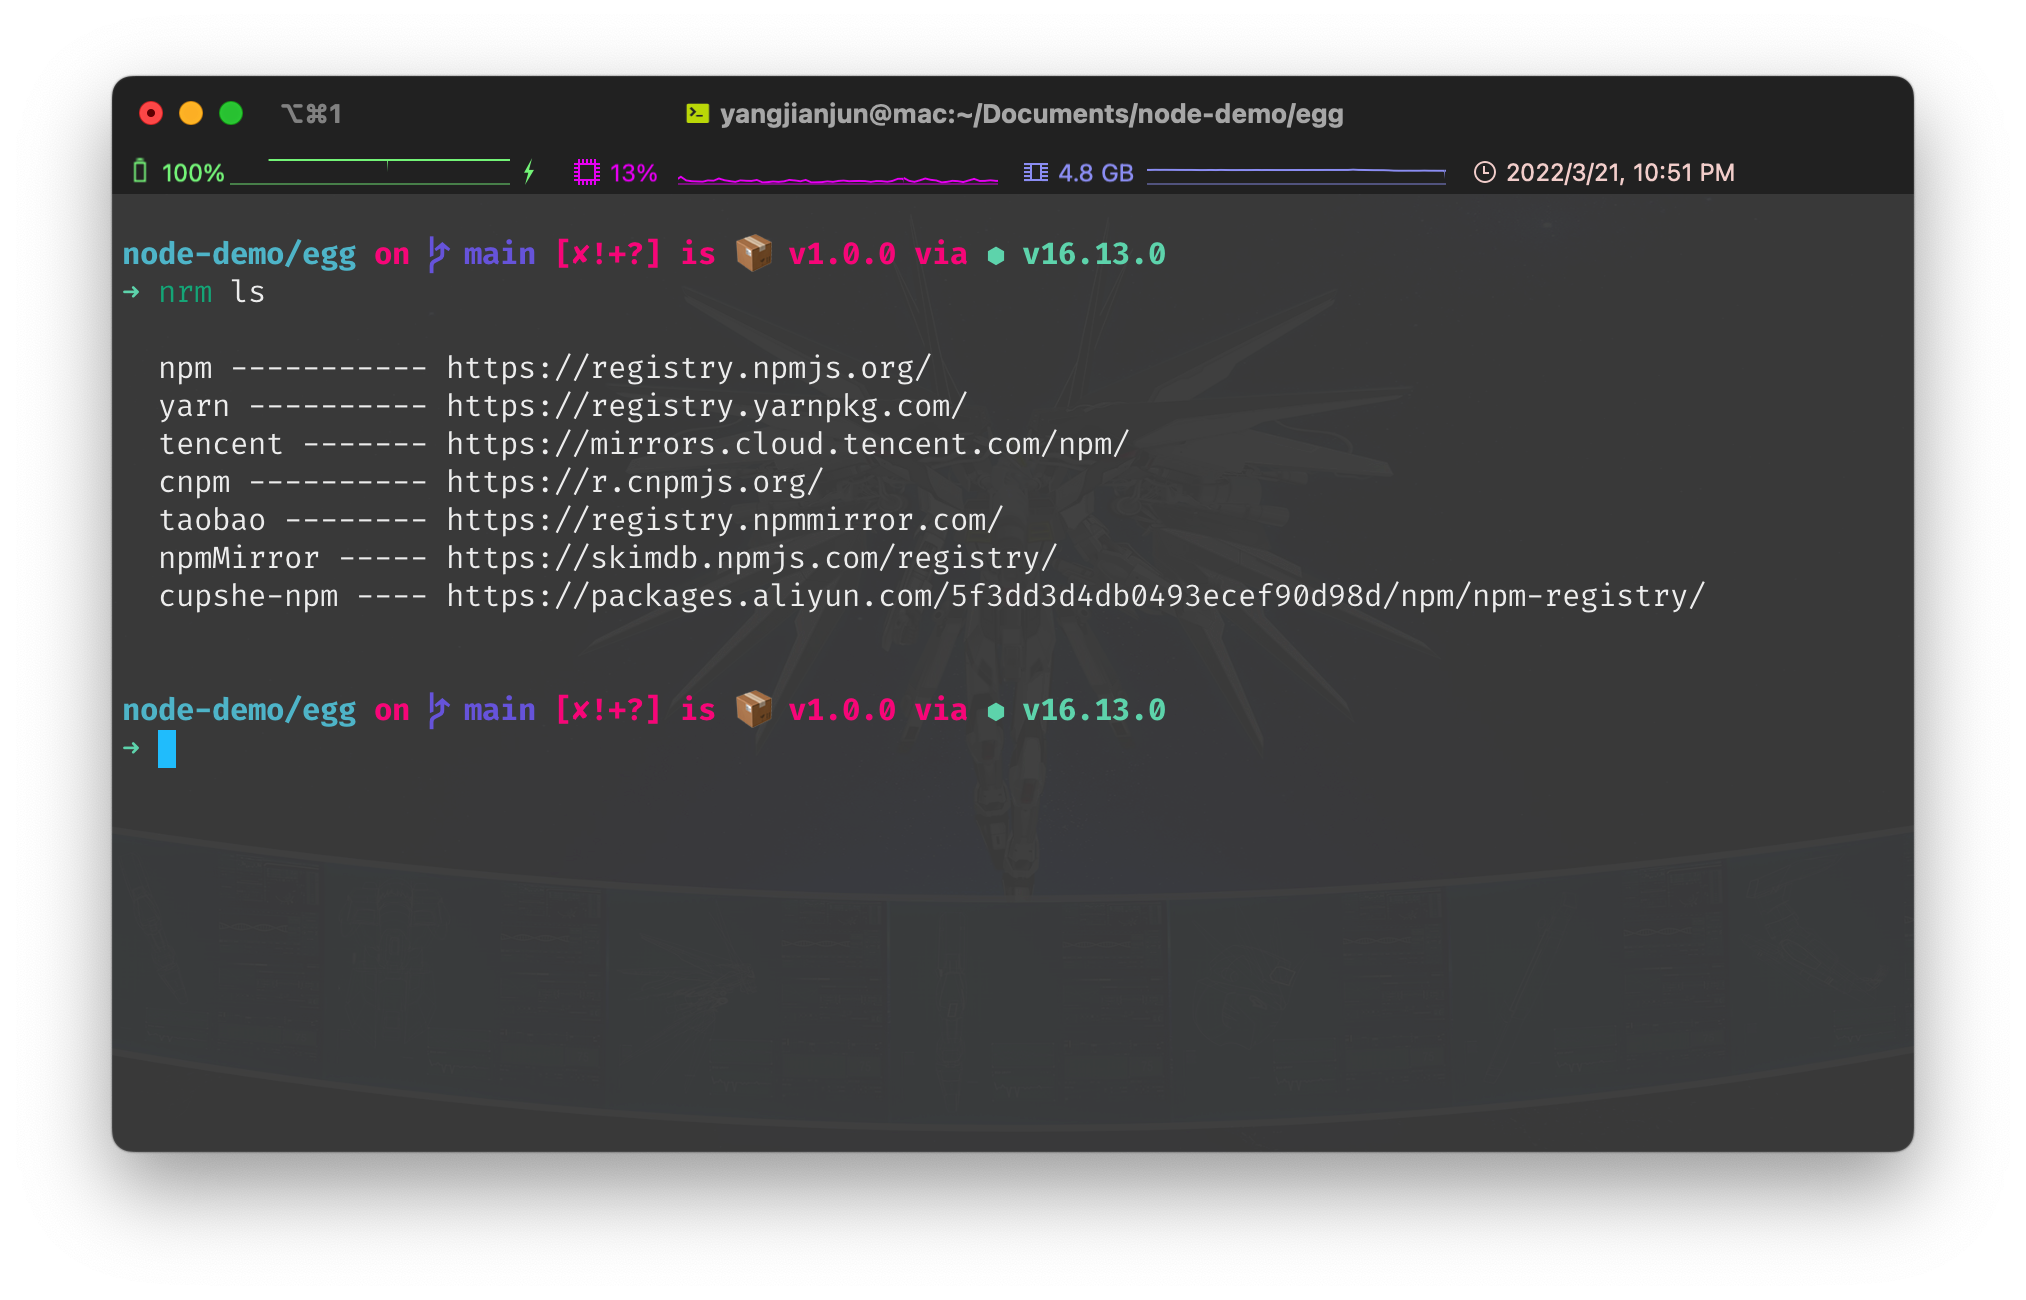 ⌥⌘1 yangjianjun@mac:~/Documents/node-demo/egg
100% 13% 4.8 GB 2022/3/21, 10:51 PM
node-demo/egg on main [✘!+?] is 📦 v1.0.0 via ⬢ v16.13.0
➜ nrm ls
npm ----------- https://registry.npmjs.org/
yarn ---------- https://registry.yarnpkg.com/
tencent ------- https://mirrors.cloud.tencent.com/npm/
cnpm ---------- https://r.cnpmjs.org/
taobao -------- https://registry.npmmirror.com/
npmMirror ----- https://skimdb.npmjs.com/registry/
cupshe-npm ---- https://packages.aliyun.com/5f3dd3d4db0493ecef90d98d/npm/npm-registry/
node-demo/egg on main [✘!+?] is 📦 v1.0.0 via ⬢ v16.13.0
➜